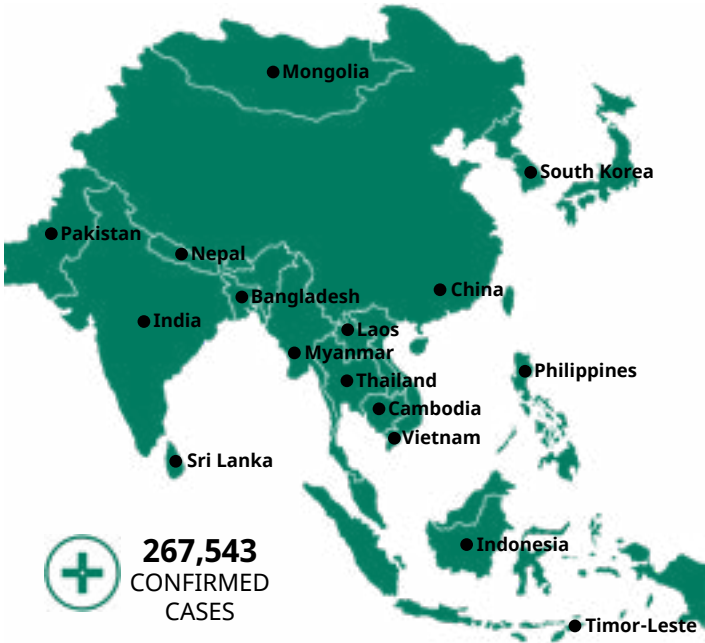 Mongolia
South Korea
Pakistan
Nepal
China
Bangladesh
India
Laos
Myanmar
Philippines
Thailand
Cambodia
Vietnam
Sri Lanka
Indonesia
267,543
CONFIRMED
CASES
Timor-Leste